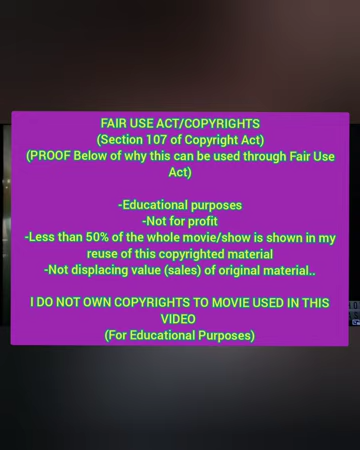 FAIR USE ACT/COPYRIGHTS
(Section 107 of Copyright Act)
(PROOF Below of why this can be used through Fair Use
Act)
-Educational purposes
-Not for profit
-Less than 50% of the whole movie/show is shown in my
reuse of this copyrighted material
-Not displacing value (sales) of original material..
I DO NOT OWN COPYRIGHTS TO MOVIE USED IN THIS
VIDEO
(For Educational Purposes)